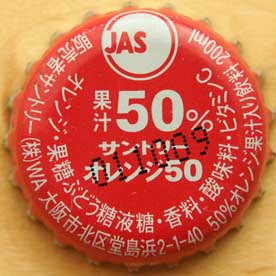 JAS
果汁50%
サントリー
オレンジ50
50%オレンジ果汁入り飲料 200ml
オレンジ・果糖ぶどう糖液糖・香料・酸味料・ビタミンC
販売者サントリー(株)WA 大阪市北区堂島浜2-1-40